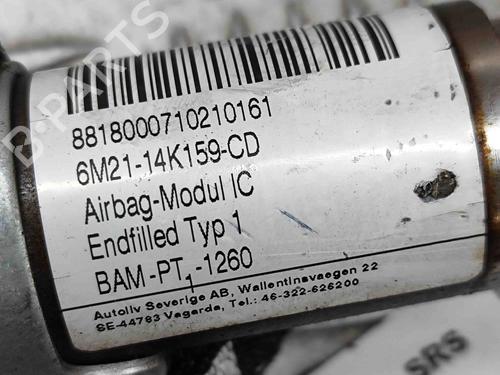 B-PARTS
8818000710210161
6M21-14K159-CD
Airbag-Modul IC
Endfilled Typ 1
BAM-PT1-1260
Autoliv Sverige AB, Wallentinsvaegen 22
SE-44783 Vagarda, Tel.: 46-322-626200
SRS